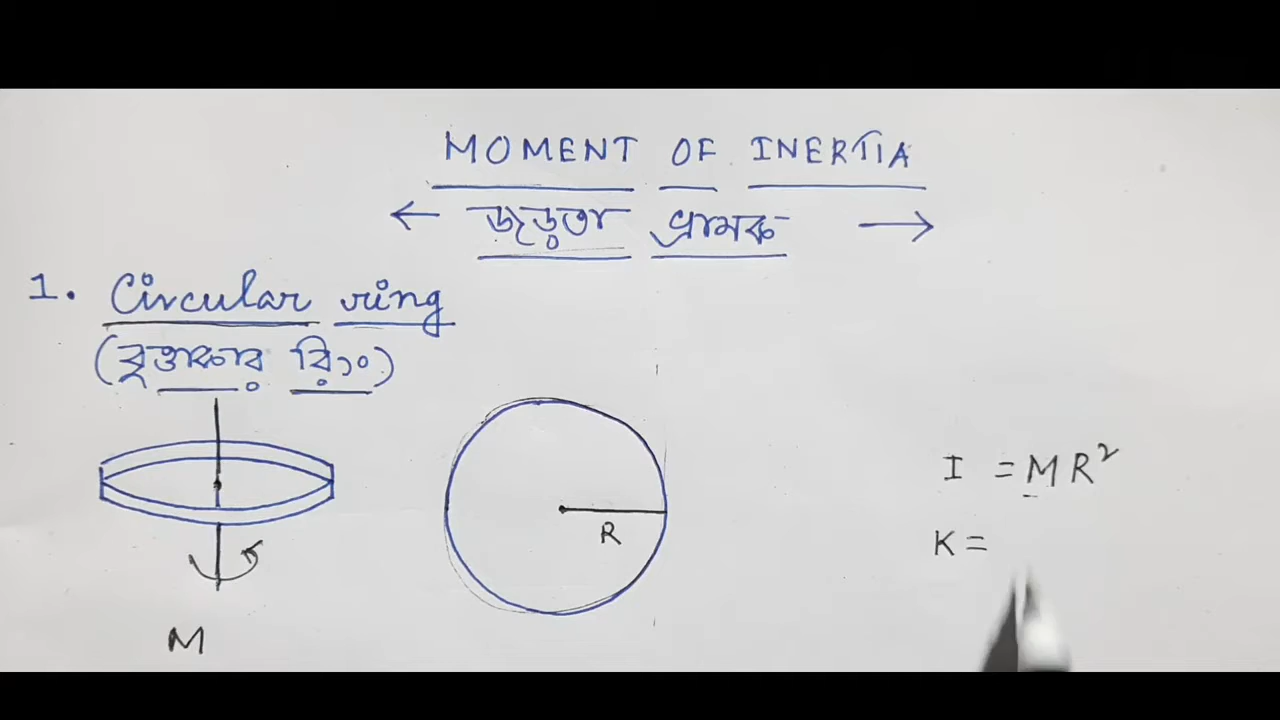 MOMENT OF INERTIA
← জড়তা ভ্রামক →
1. Circular ring
(বৃত্তাকার রিং)
R
I = MR²
K =
M